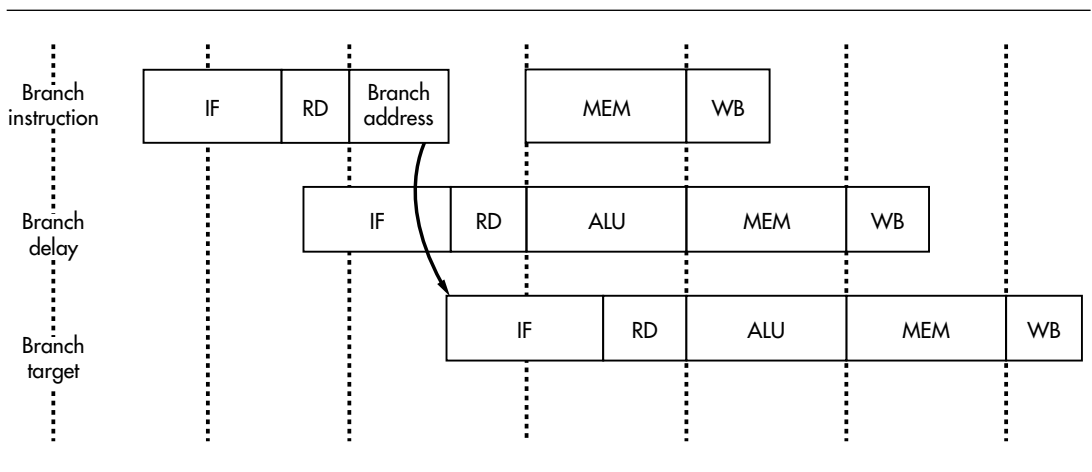 Branch
instruction
IF
RD
Branch
address
MEM
WB
Branch
delay
IF
RD
ALU
MEM
WB
Branch
target
IF
RD
ALU
MEM
WB